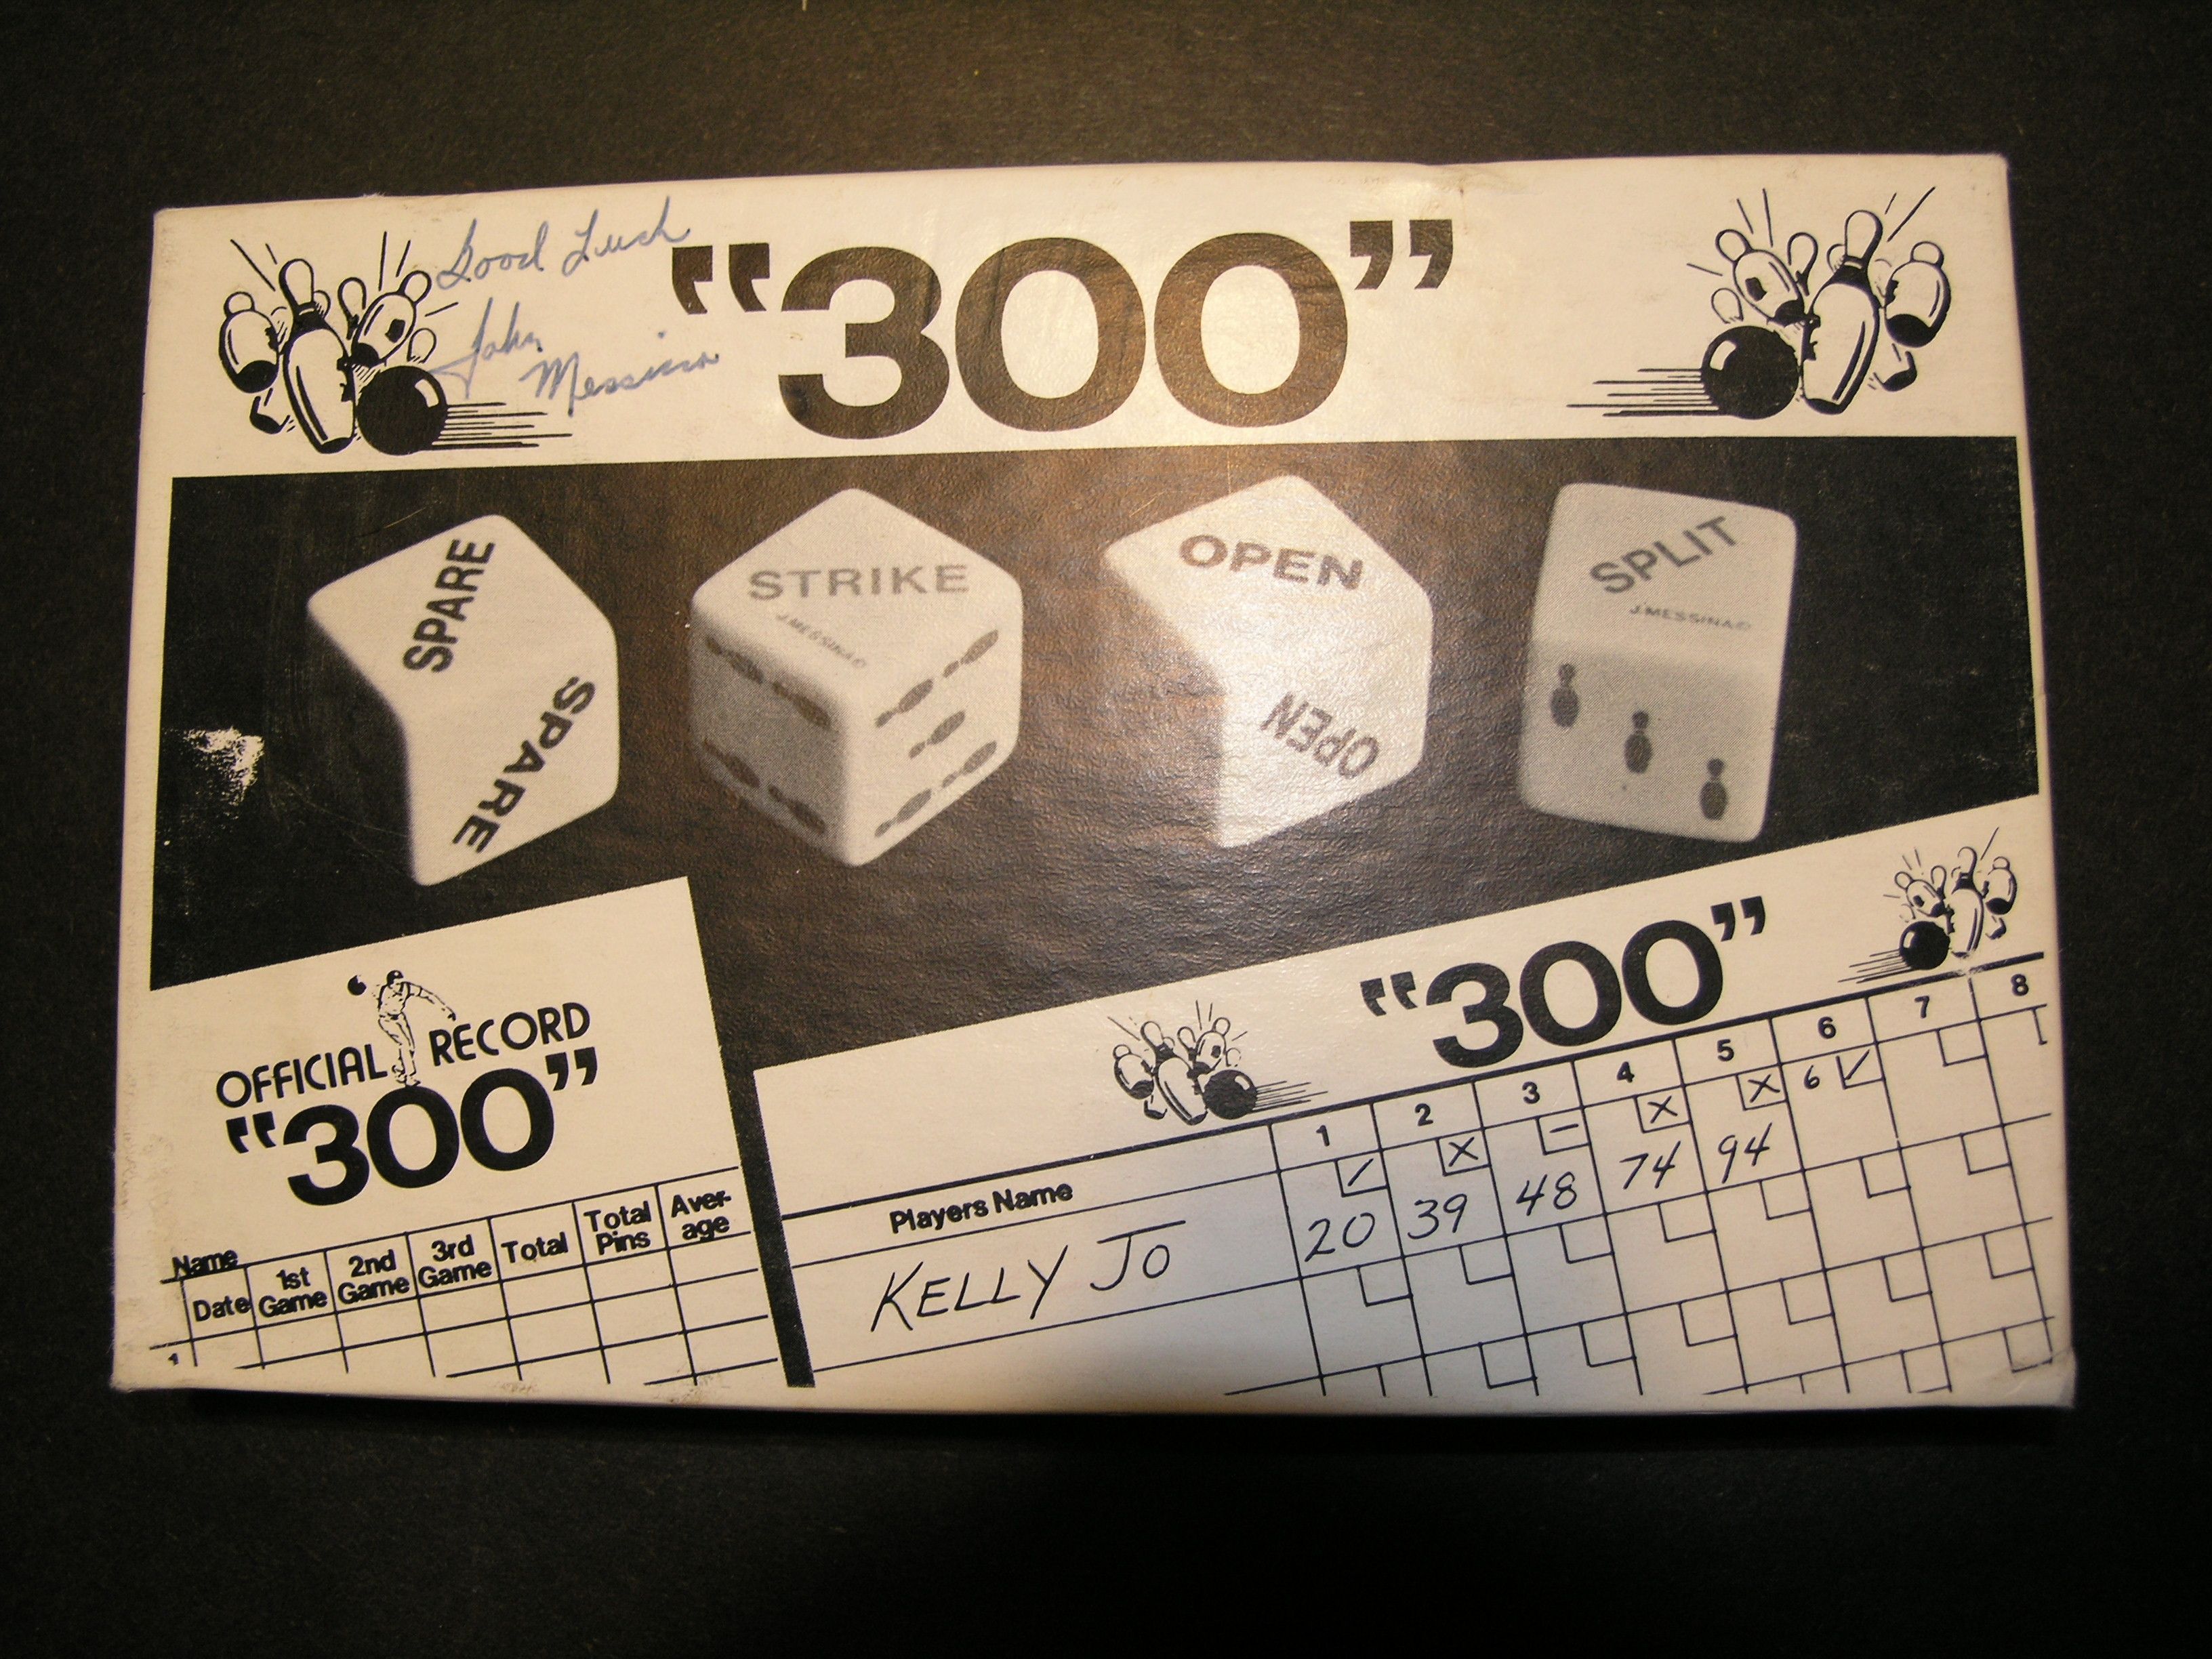 Good Luck
John
Messina
"300"
SPARE
SPARE
STRIKE
J.MESSINA©
OPEN
OPEN
SPLIT
J.MESSINA©
OFFICIAL RECORD
"300"
Name
Date
1st Game
2nd Game
3rd Game
Total
Total Pins
Aver-age
1
"300"
Players Name
1 2 3 4 5 6 7 8
/ X - X X 6 /
KELLY JO 20 39 48 74 94